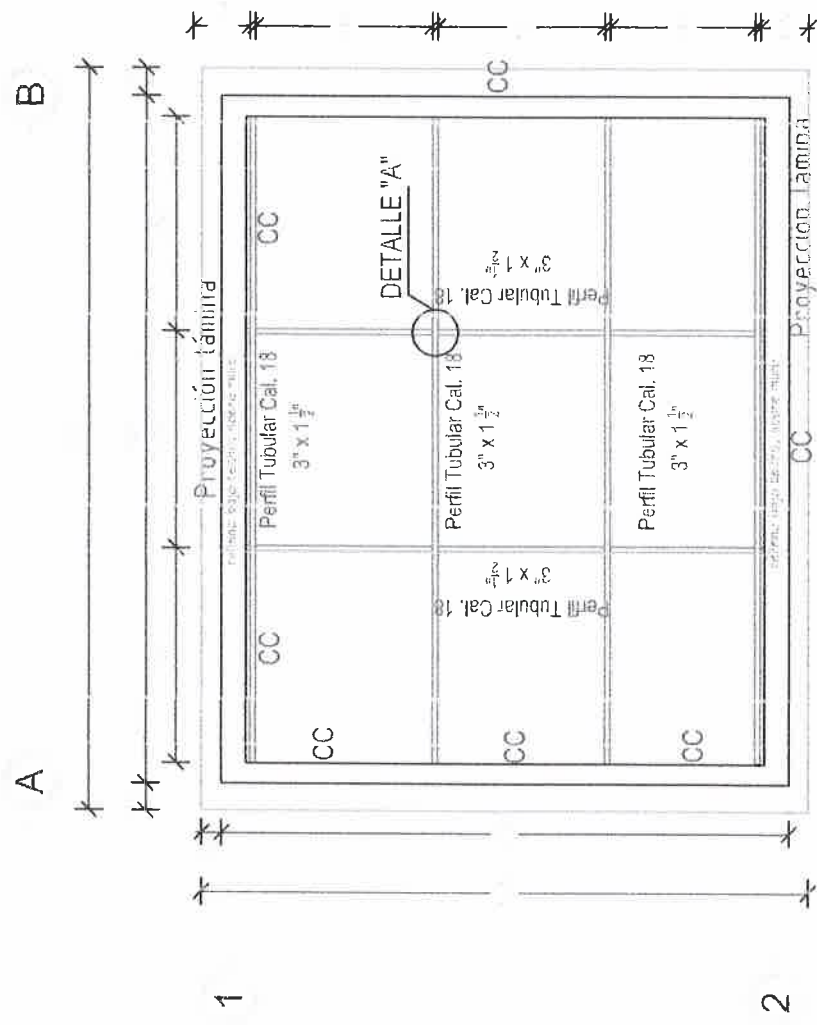 A
B
1
2
Proyección lámina
CC
CC
CC
Perfil Tubular Cal. 18
3" x 1 1/2"
DETALLE "A"
CC
Perfil Tubular Cal. 18
3" x 1 1/2"
Perfil Tubular Cal. 18
3" x 1 1/2"
Perfil Tubular Cal. 18
3" x 1 1/2"
CC
Perfil Tubular Cal. 18
3" x 1 1/2"
CC
CC
Proyección lámina